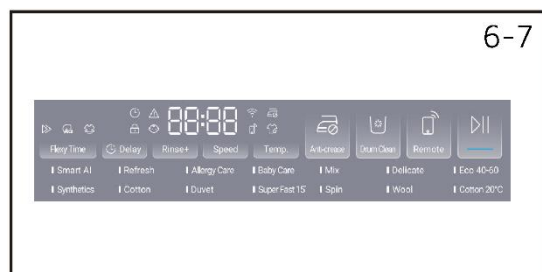 6-7
88:88
Flexy Time Delay Rinse+ Speed Temp. Anti-crease Drum Clean Remote
Smart AI Refresh Allergy Care Baby Care Mix Delicate Eco 40-60
Synthetics Cotton Duvet Super Fast 15' Spin Wool Cotton 20°C